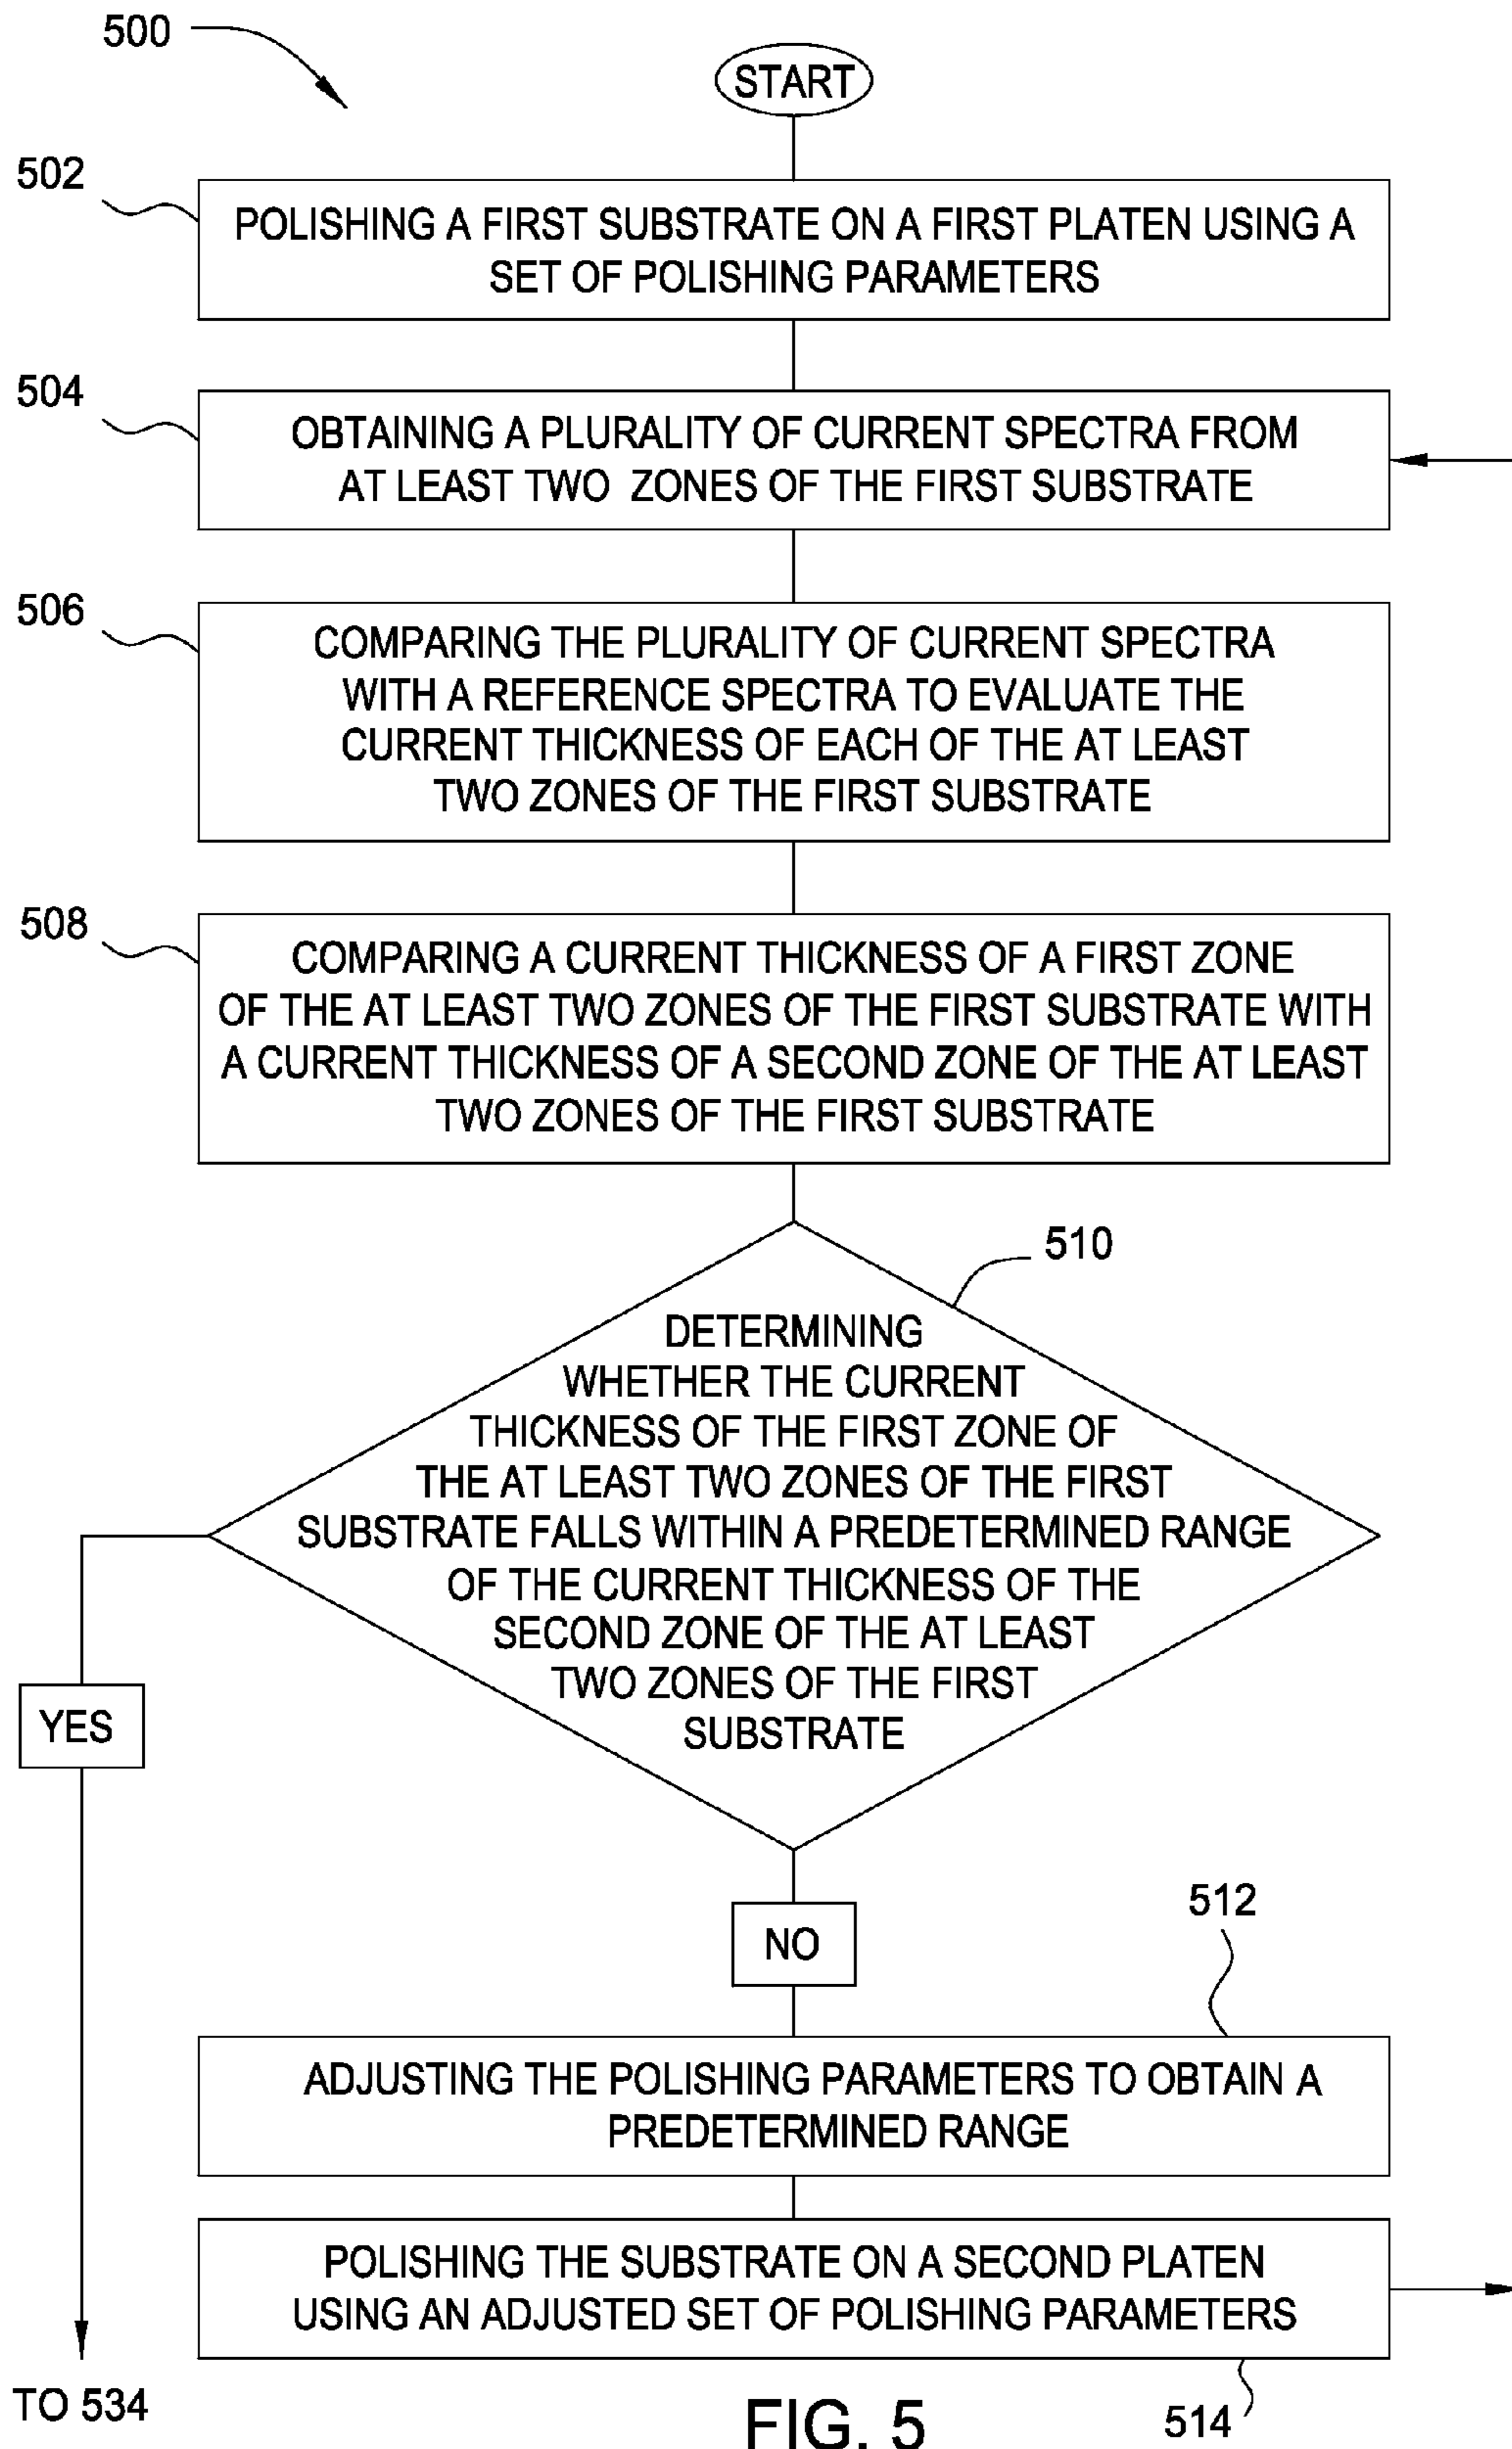 500
START
502
POLISHING A FIRST SUBSTRATE ON A FIRST PLATEN USING A
SET OF POLISHING PARAMETERS
504
OBTAINING A PLURALITY OF CURRENT SPECTRA FROM
AT LEAST TWO ZONES OF THE FIRST SUBSTRATE
506
COMPARING THE PLURALITY OF CURRENT SPECTRA
WITH A REFERENCE SPECTRA TO EVALUATE THE
CURRENT THICKNESS OF EACH OF THE AT LEAST
TWO ZONES OF THE FIRST SUBSTRATE
508
COMPARING A CURRENT THICKNESS OF A FIRST ZONE
OF THE AT LEAST TWO ZONES OF THE FIRST SUBSTRATE WITH
A CURRENT THICKNESS OF A SECOND ZONE OF THE AT LEAST
TWO ZONES OF THE FIRST SUBSTRATE
510
DETERMINING
WHETHER THE CURRENT
THICKNESS OF THE FIRST ZONE OF
THE AT LEAST TWO ZONES OF THE FIRST
SUBSTRATE FALLS WITHIN A PREDETERMINED RANGE
OF THE CURRENT THICKNESS OF THE
SECOND ZONE OF THE AT LEAST
TWO ZONES OF THE FIRST
SUBSTRATE
YES
NO
512
ADJUSTING THE POLISHING PARAMETERS TO OBTAIN A
PREDETERMINED RANGE
POLISHING THE SUBSTRATE ON A SECOND PLATEN
USING AN ADJUSTED SET OF POLISHING PARAMETERS
TO 534
514
FIG. 5